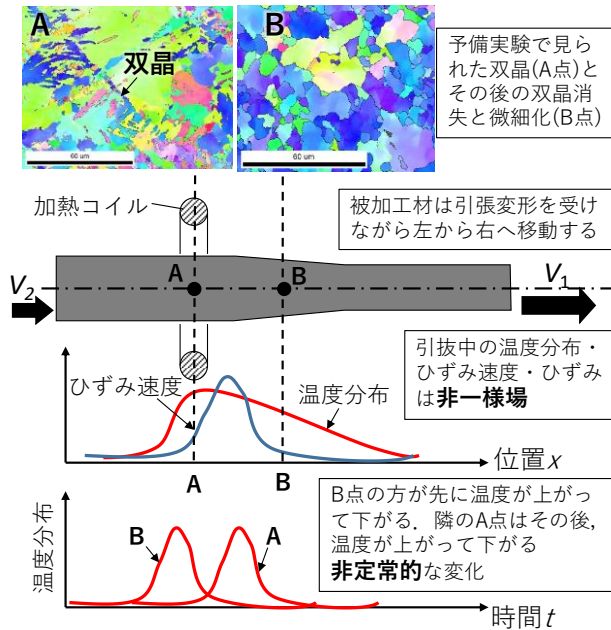 A
双晶
60 um
B
60 um
予備実験で見
られた双晶(A点)と
その後の双晶消
失と微細化(B点)
加熱コイル
被加工材は引張変形を受け
ながら左から右へ移動する
V2
A
B
V1
引抜中の温度分布・
ひずみ速度・ひずみ
は非一様場
ひずみ速度
温度分布
位置x
A
B
B点の方が先に温度が上がっ
て下がる．隣のA点はその後,
温度が上がって下がる
非定常的な変化
温度分布
B
A
時間t